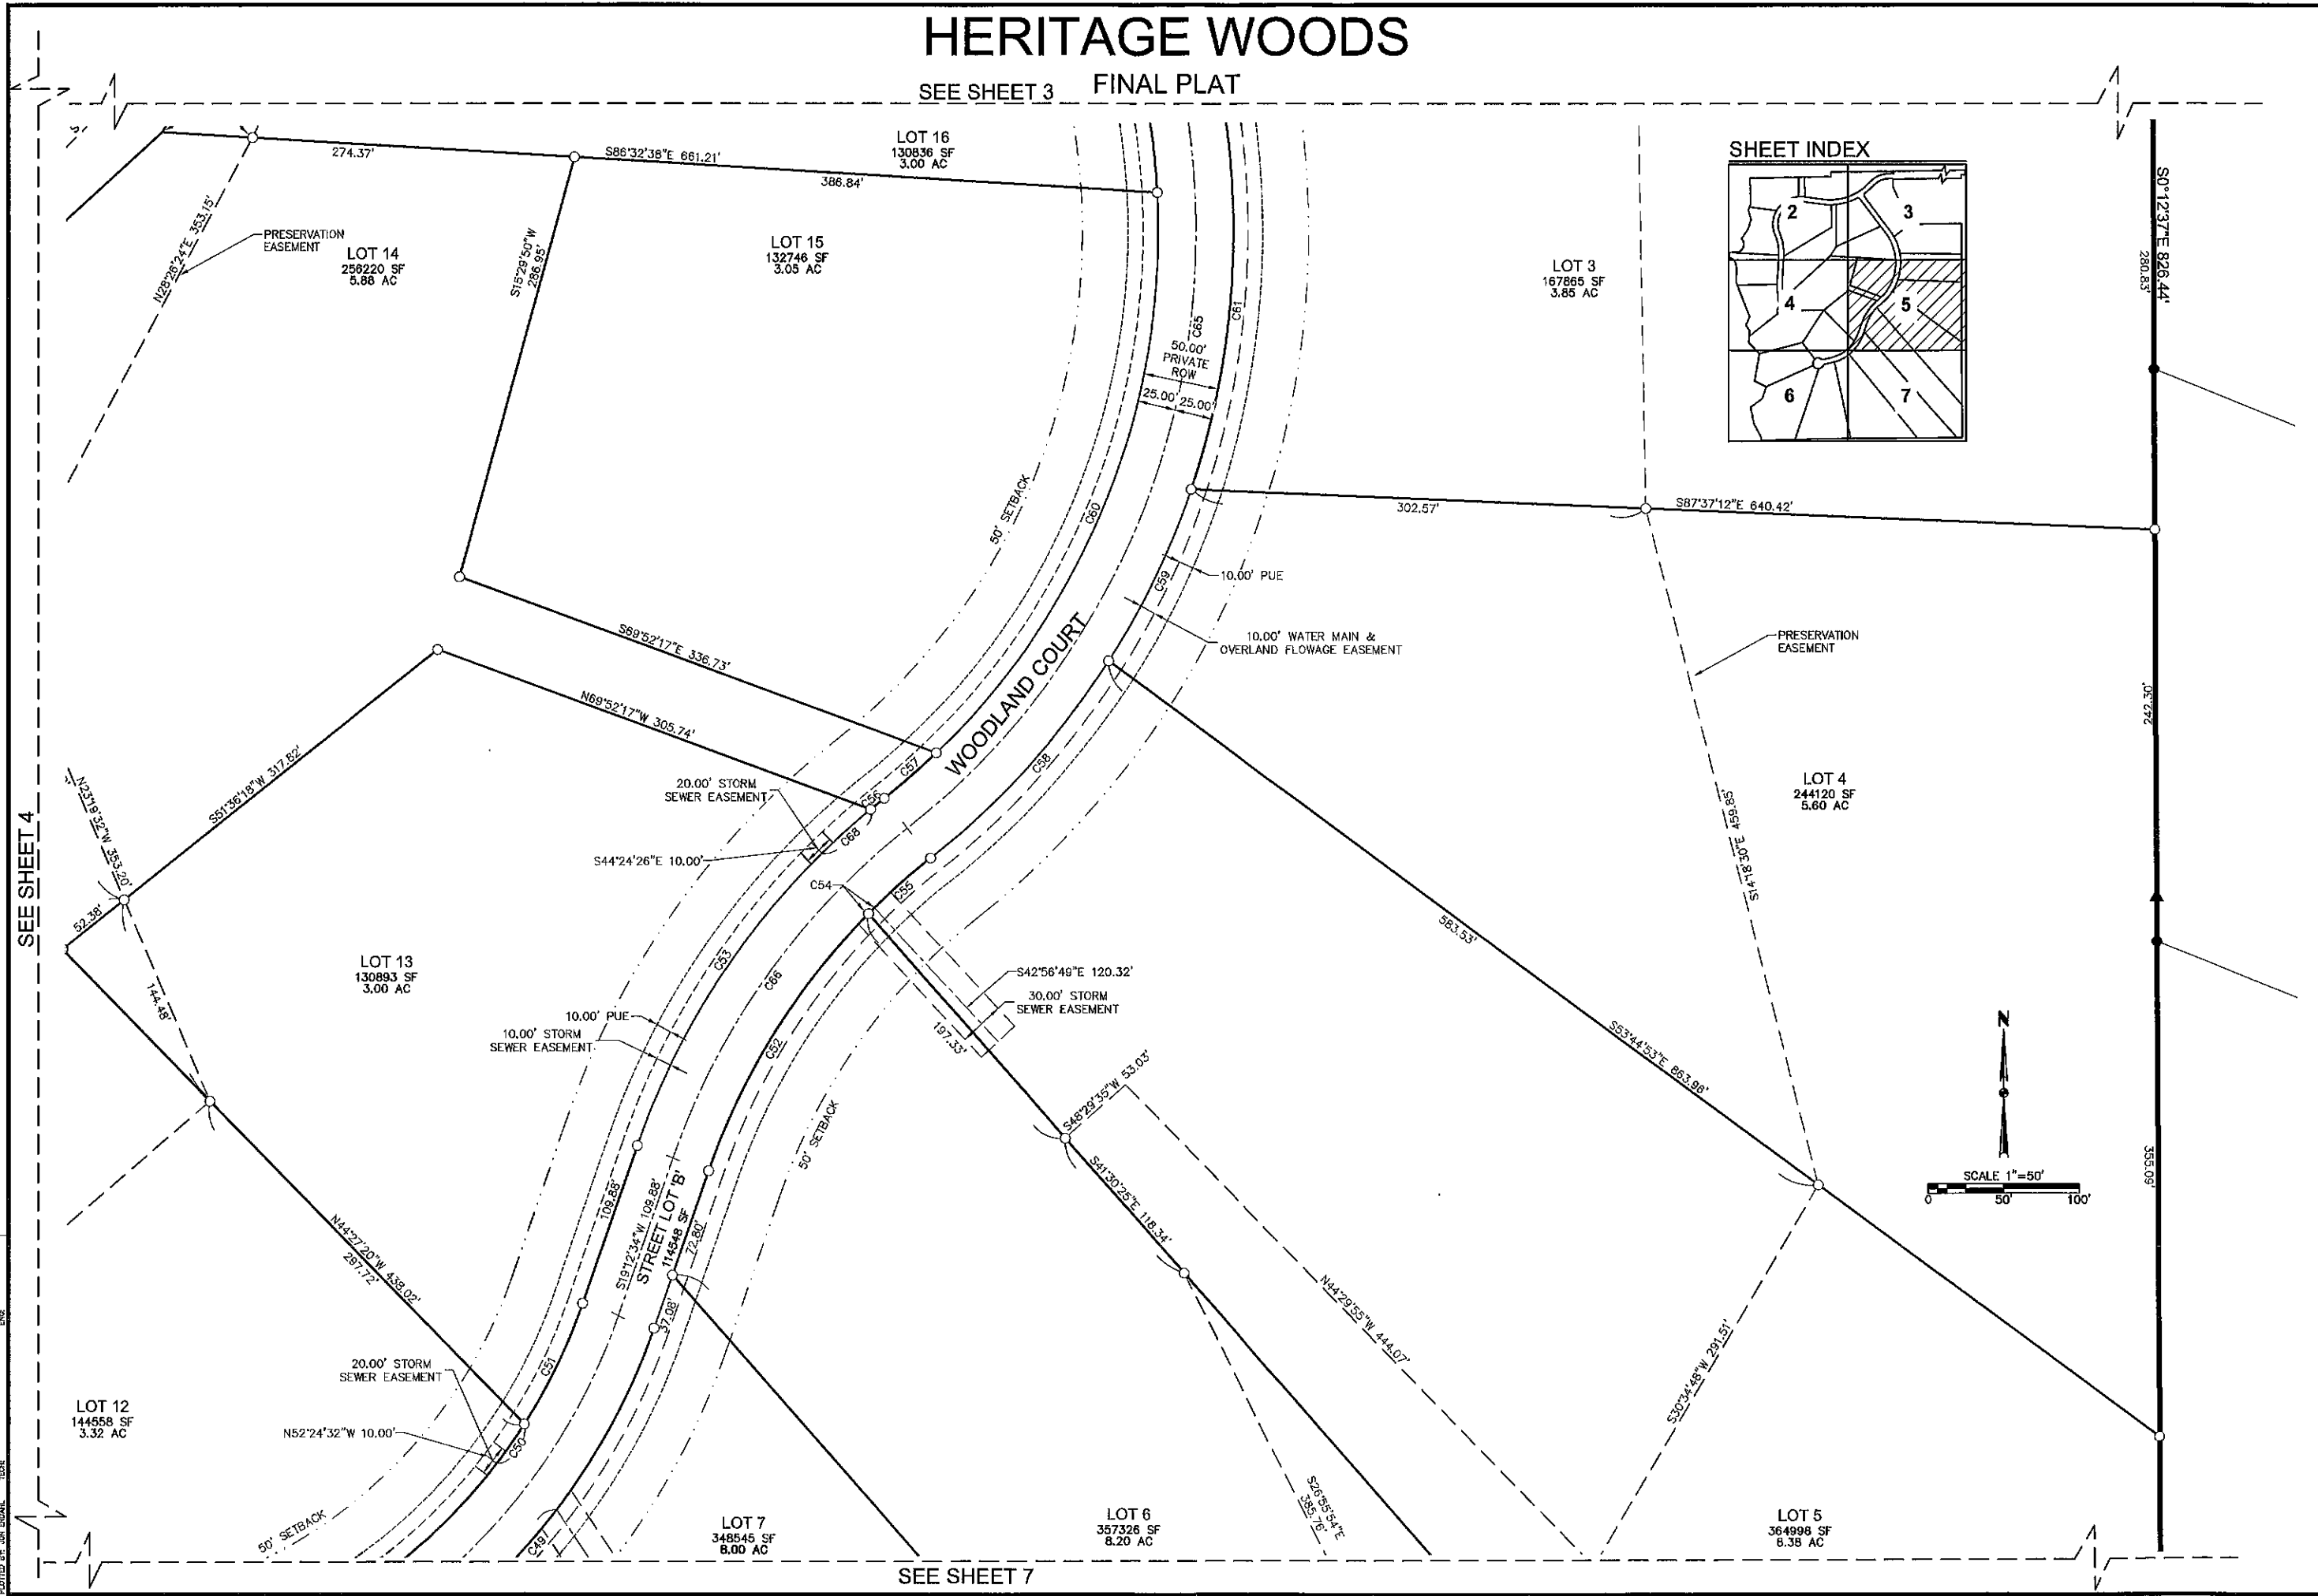 HERITAGE WOODS
FINAL PLAT
SEE SHEET 3
LOT 16
130836 SF
3.00 AC
274.37'
S86°32'38"E 661.21'
386.84'
N28°26'24"E 353.15'
PRESERVATION
EASEMENT
LOT 14
256220 SF
5.88 AC
S15°29'50"W
286.95'
LOT 15
132746 SF
3.05 AC
C65
C61
50.00'
PRIVATE
ROW
25.00'
25.00'
LOT 3
167865 SF
3.85 AC
SHEET INDEX
2
3
4
5
6
7
S0°12'37"E 826.44'
280.83'
50' SETBACK
C60
302.57'
S87°37'12"E 640.42'
C59
10.00' PUE
10.00' WATER MAIN &
OVERLAND FLOWAGE EASEMENT
PRESERVATION
EASEMENT
S69°52'17"E 336.73'
N69°52'17"W 305.74'
WOODLAND COURT
C57
C56
C58
242.30'
S51°36'18"W 317.82'
20.00' STORM
SEWER EASEMENT
C68
S44°24'26"E 10.00'
C54
C55
LOT 4
244120 SF
5.60 AC
S14°18'30"E 459.85'
SEE SHEET 4
N23°19'32"W 353.20'
52.38'
583.53'
LOT 13
130893 SF
3.00 AC
C53
C66
144.48'
S42°56'49"E 120.32'
30.00' STORM
SEWER EASEMENT
10.00' PUE
10.00' STORM
SEWER EASEMENT
C52
197.33'
S53°44'53"E 863.96'
N
S48°29'35"W 53.03'
50' SETBACK
355.09'
SCALE 1"=50'
0
50'
100'
109.88'
S19°12'34"W 109.88'
STREET LOT 'B'
114548 SF
72.80'
S41°30'25"E 118.34'
N44°27'20"W 438.02'
297.72'
37.08'
N44°29'55"W 444.07'
S30°34'48"W 291.51'
20.00' STORM
SEWER EASEMENT
C51
LOT 12
144558 SF
3.32 AC
N52°24'32"W 10.00'
C50
50' SETBACK
C49
LOT 7
348545 SF
8.00 AC
LOT 6
357326 SF
8.20 AC
S26°55'54"E
385.76'
LOT 5
364998 SF
8.38 AC
SEE SHEET 7